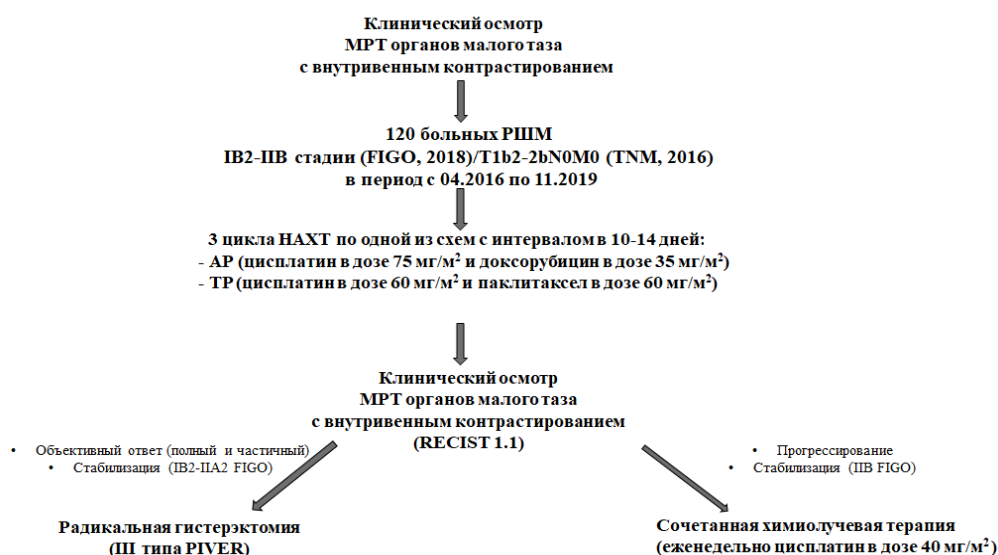 Клинический осмотр
МРТ органов малого таза
с внутривенным контрастированием
120 больных РШМ
IB2-IIB стадии (FIGO, 2018)/T1b2-2bN0M0 (TNM, 2016)
в период с 04.2016 по 11.2019
3 цикла НАХТ по одной из схем с интервалом в 10-14 дней:
- AP (цисплатин в дозе 75 мг/м² и доксорубицин в дозе 35 мг/м²)
- TP (цисплатин в дозе 60 мг/м² и паклитаксел в дозе 60 мг/м²)
Клинический осмотр
МРТ органов малого таза
с внутривенным контрастированием
(RECIST 1.1)
• Объективный ответ (полный и частичный)
• Стабилизация (IB2-IIA2 FIGO)
• Прогрессирование
• Стабилизация (IIB FIGO)
Радикальная гистерэктомия
(III типа PIVER)
Сочетанная химиолучевая терапия
(еженедельно цисплатин в дозе 40 мг/м²)